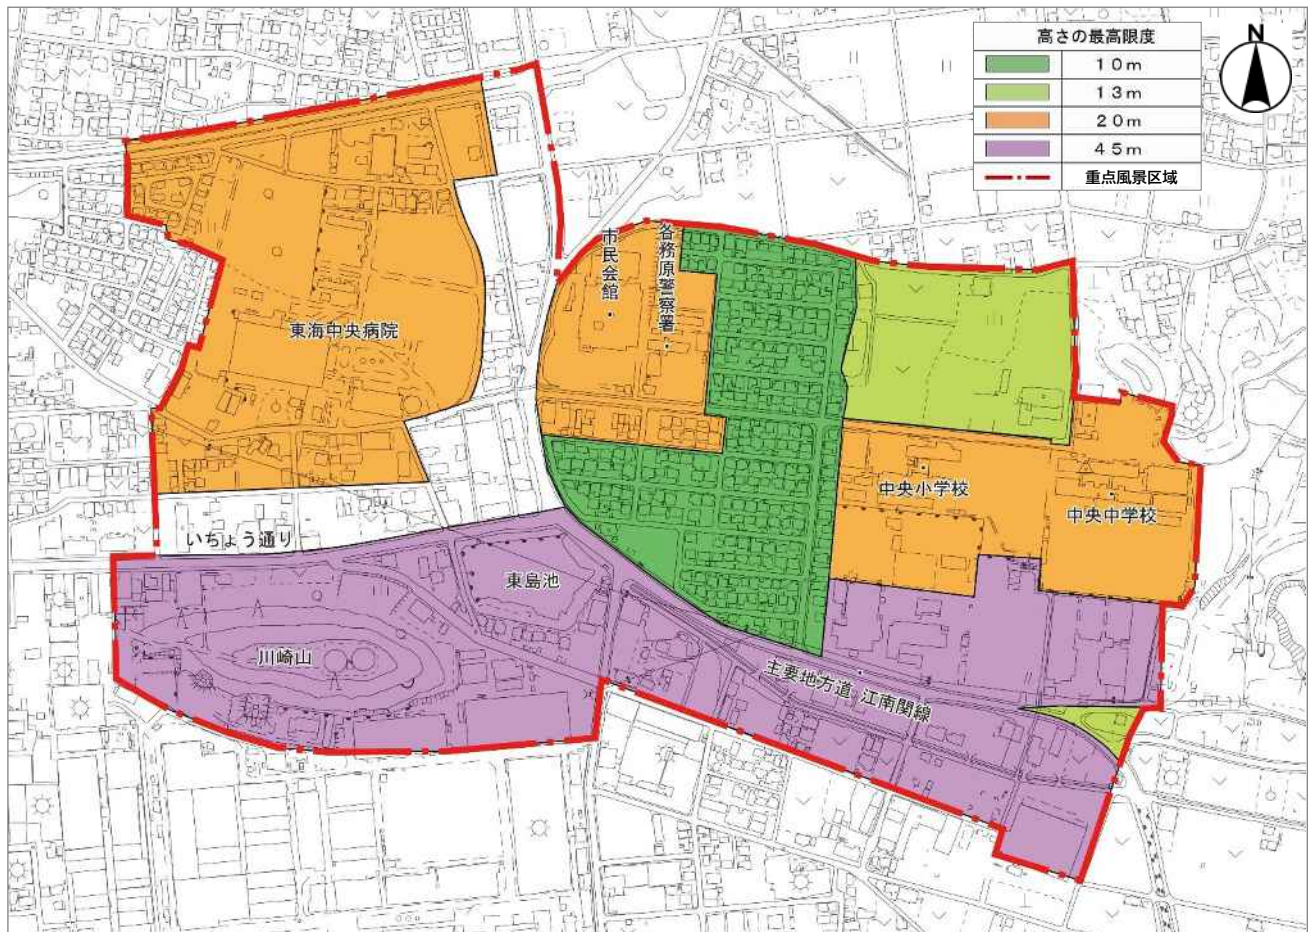 高さの最高限度
10m
13m
20m
45m
重点風景区域
N
市民会館
各務原警察署
東海中央病院
中央小学校
中央中学校
いちょう通り
東島池
川崎山
主要地方道 江南関線